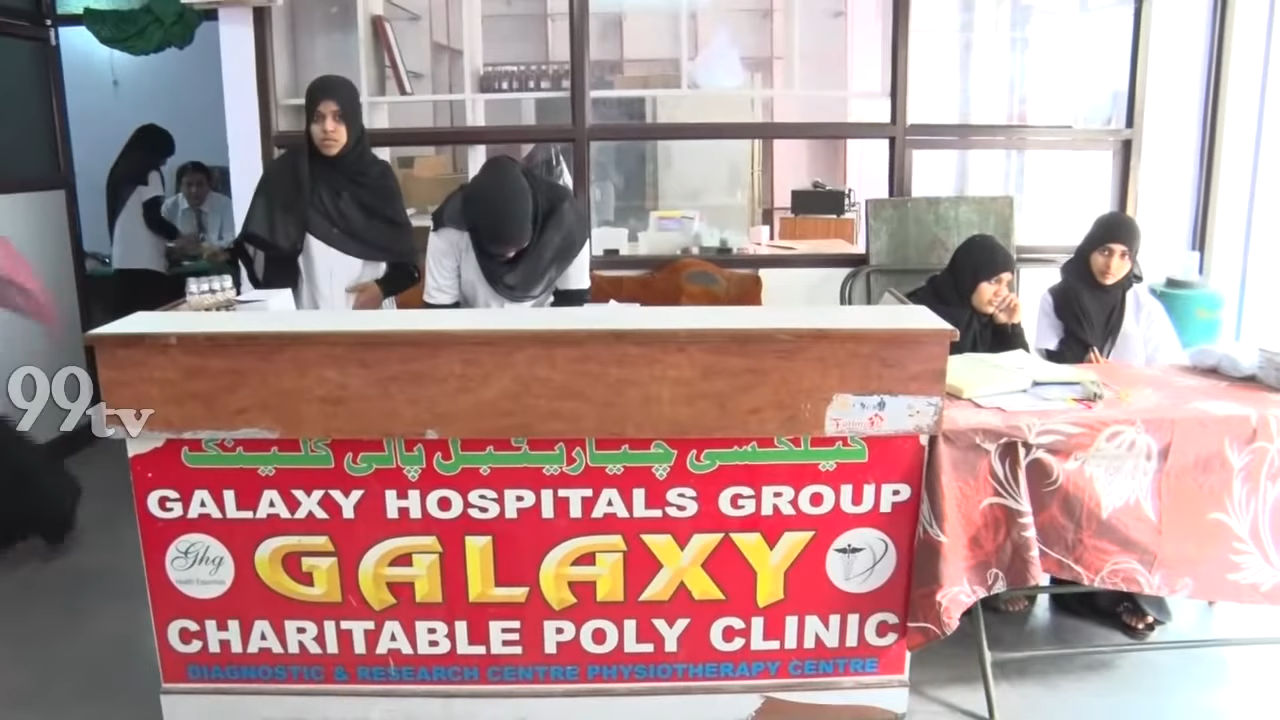 99tv
گیلکسی چیاریٹیبل پالی کلینک
GALAXY HOSPITALS GROUP
Ghg
GALAXY
CHARITABLE POLY CLINIC
DIAGNOSTIC & RESEARCH CENTRE PHYSIOTHERAPY CENTRE